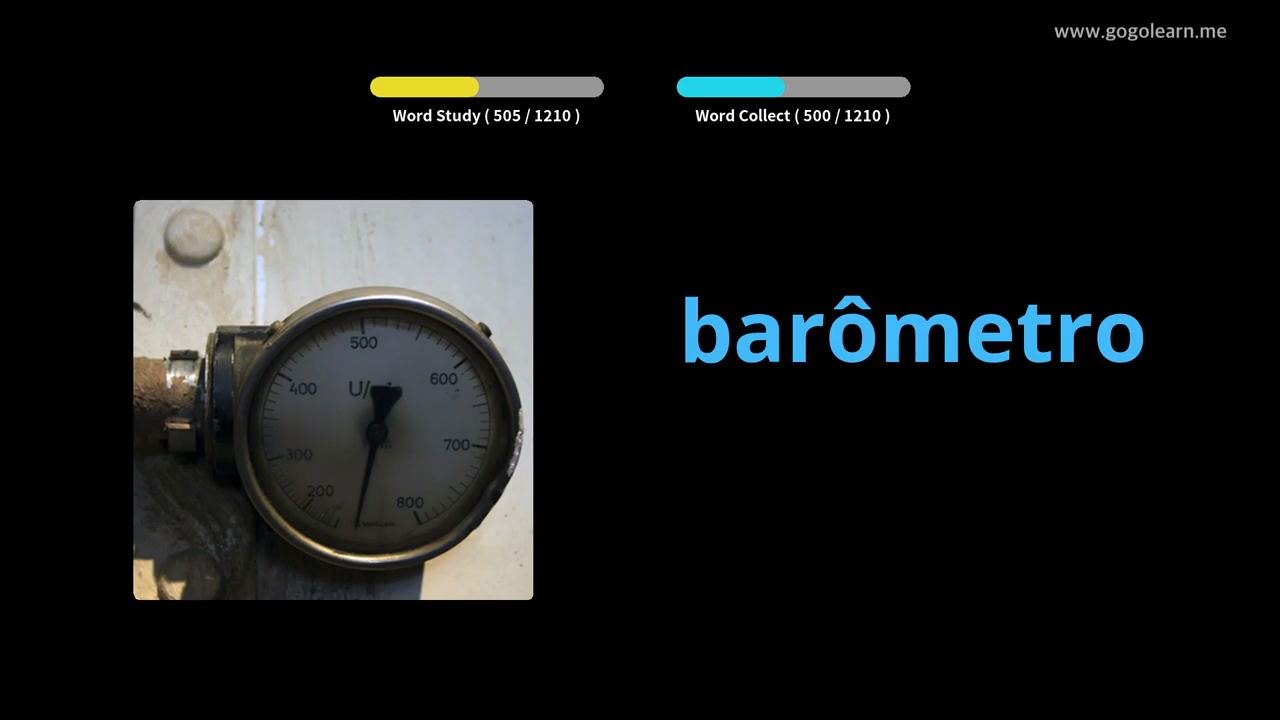 www.gogolearn.me
Word Study ( 505 / 1210 )
Word Collect ( 500 / 1210 )
barômetro
500
400
600
300
700
200
800